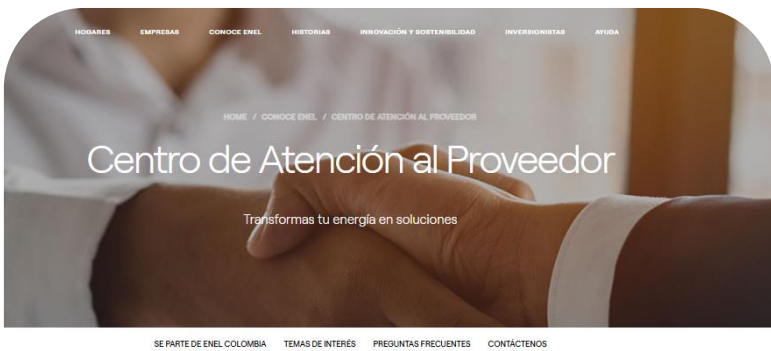 HOGARES EMPRESAS CONOCE ENEL HISTORIAS INNOVACIÓN Y SOSTENIBILIDAD INVERSIONISTAS AYUDA
HOME / CONOCE ENEL / CENTRO DE ATENCIÓN AL PROVEEDOR
Centro de Atención al Proveedor
Transformas tu energía en soluciones
SE PARTE DE ENEL COLOMBIA TEMAS DE INTERÉS PREGUNTAS FRECUENTES CONTÁCTENOS